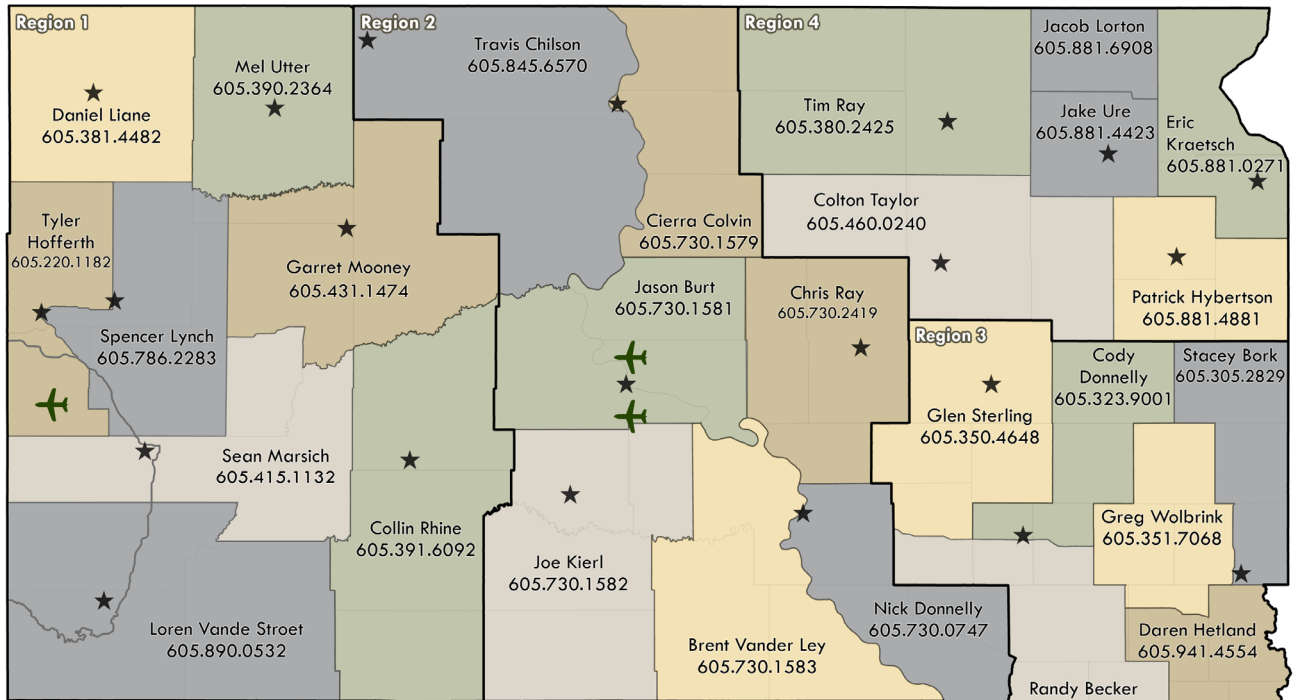 Region 1
Daniel Liane
605.381.4482
Mel Utter
605.390.2364
Tyler
Hofferth
605.220.1182
Spencer Lynch
605.786.2283
Garret Mooney
605.431.1474
Sean Marsich
605.415.1132
Collin Rhine
605.391.6092
Loren Vande Stroet
605.890.0532
Region 2
Travis Chilson
605.845.6570
Cierra Colvin
605.730.1579
Jason Burt
605.730.1581
Chris Ray
605.730.2419
Joe Kierl
605.730.1582
Brent Vander Ley
605.730.1583
Nick Donnelly
605.730.0747
Region 4
Tim Ray
605.380.2425
Jacob Lorton
605.881.6908
Jake Ure
605.881.4423
Eric
Kraetsch
605.881.0271
Colton Taylor
605.460.0240
Patrick Hybertson
605.881.4881
Region 3
Glen Sterling
605.350.4648
Cody
Donnelly
605.323.9001
Stacey Bork
605.305.2829
Greg Wolbrink
605.351.7068
Daren Hetland
605.941.4554
Randy Becker